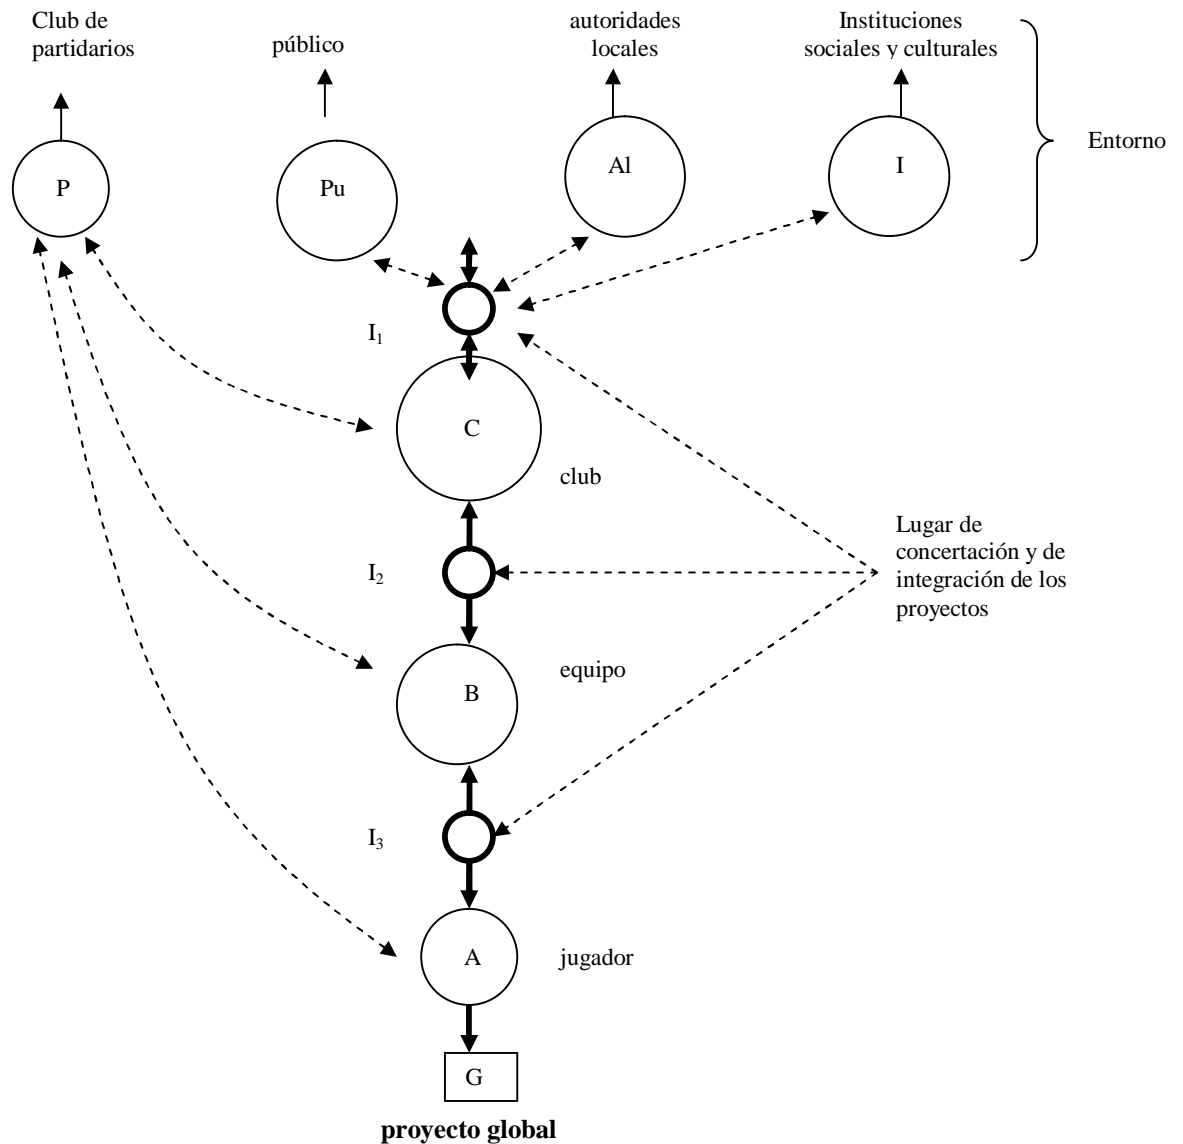 Club de
partidarios
público
autoridades
locales
Instituciones
sociales y culturales
Entorno
P
Pu
Al
I
I₁
C
club
Lugar de
concertación y de
integración de los
proyectos
I₂
equipo
B
I₃
A
jugador
G
proyecto global